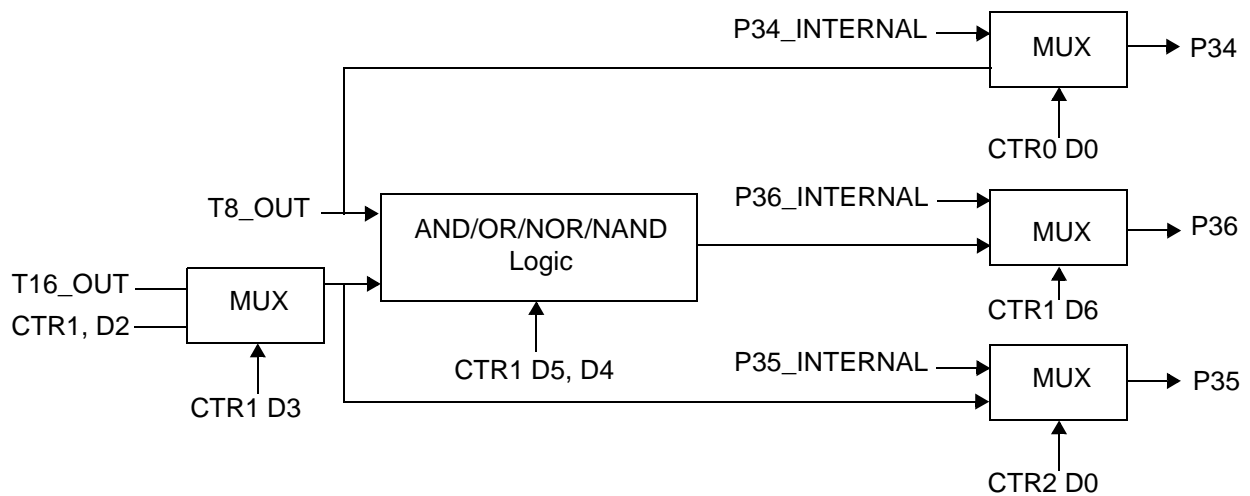 P34_INTERNAL
MUX
P34
CTR0 D0
T8_OUT
AND/OR/NOR/NAND
Logic
P36_INTERNAL
MUX
P36
CTR1 D6
T16_OUT
CTR1, D2
MUX
CTR1 D3
CTR1 D5, D4
P35_INTERNAL
MUX
P35
CTR2 D0